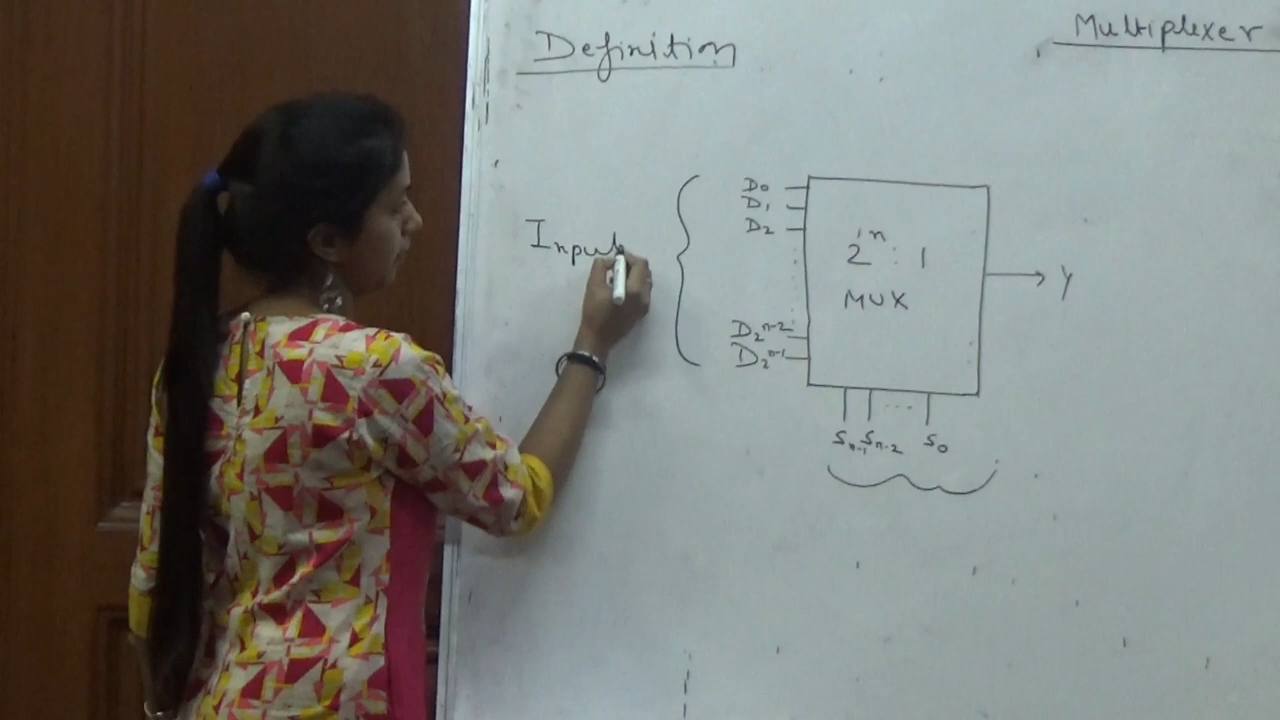 Definition
Multiplexer
Input
D₀
D₁
D₂
D₂ⁿ⁻²
D₂ⁿ⁻¹
2ⁿ : 1
MUX
Y
Sₙ₋₁ Sₙ₋₂ ... S₀